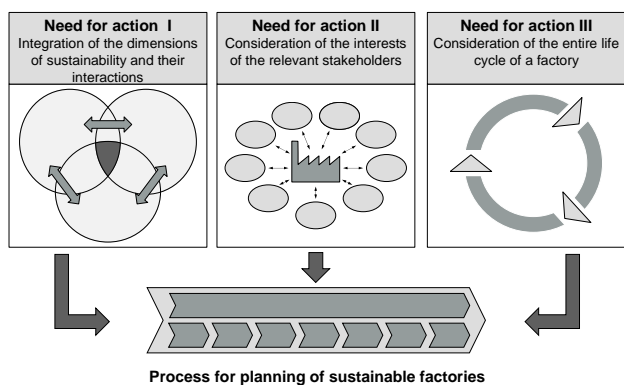 Need for action I
Integration of the dimensions
of sustainability and their
interactions
Need for action II
Consideration of the interests
of the relevant stakeholders
Need for action III
Consideration of the entire life
cycle of a factory
Process for planning of sustainable factories